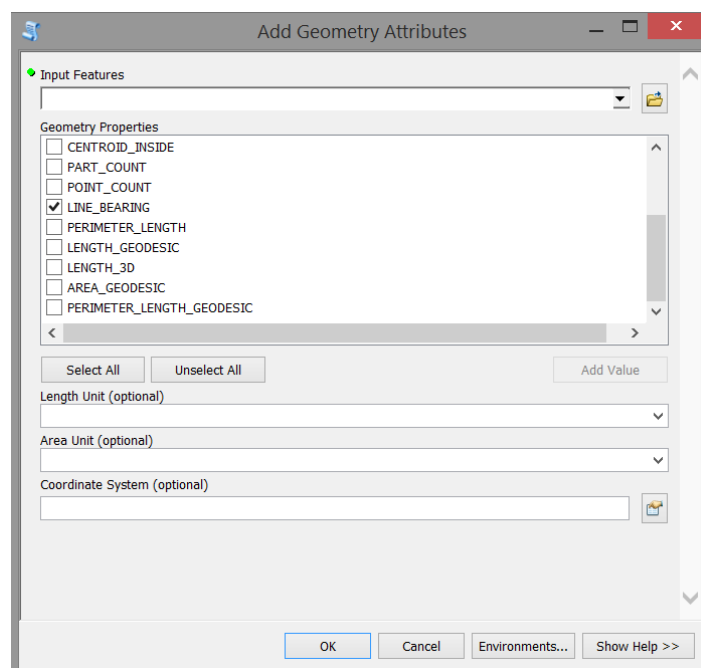 Add Geometry Attributes
Input Features
Geometry Properties
CENTROID_INSIDE
PART_COUNT
POINT_COUNT
LINE_BEARING
PERIMETER_LENGTH
LENGTH_GEODESIC
LENGTH_3D
AREA_GEODESIC
PERIMETER_LENGTH_GEODESIC
Select All Unselect All Add Value
Length Unit (optional)
Area Unit (optional)
Coordinate System (optional)
OK Cancel Environments... Show Help >>